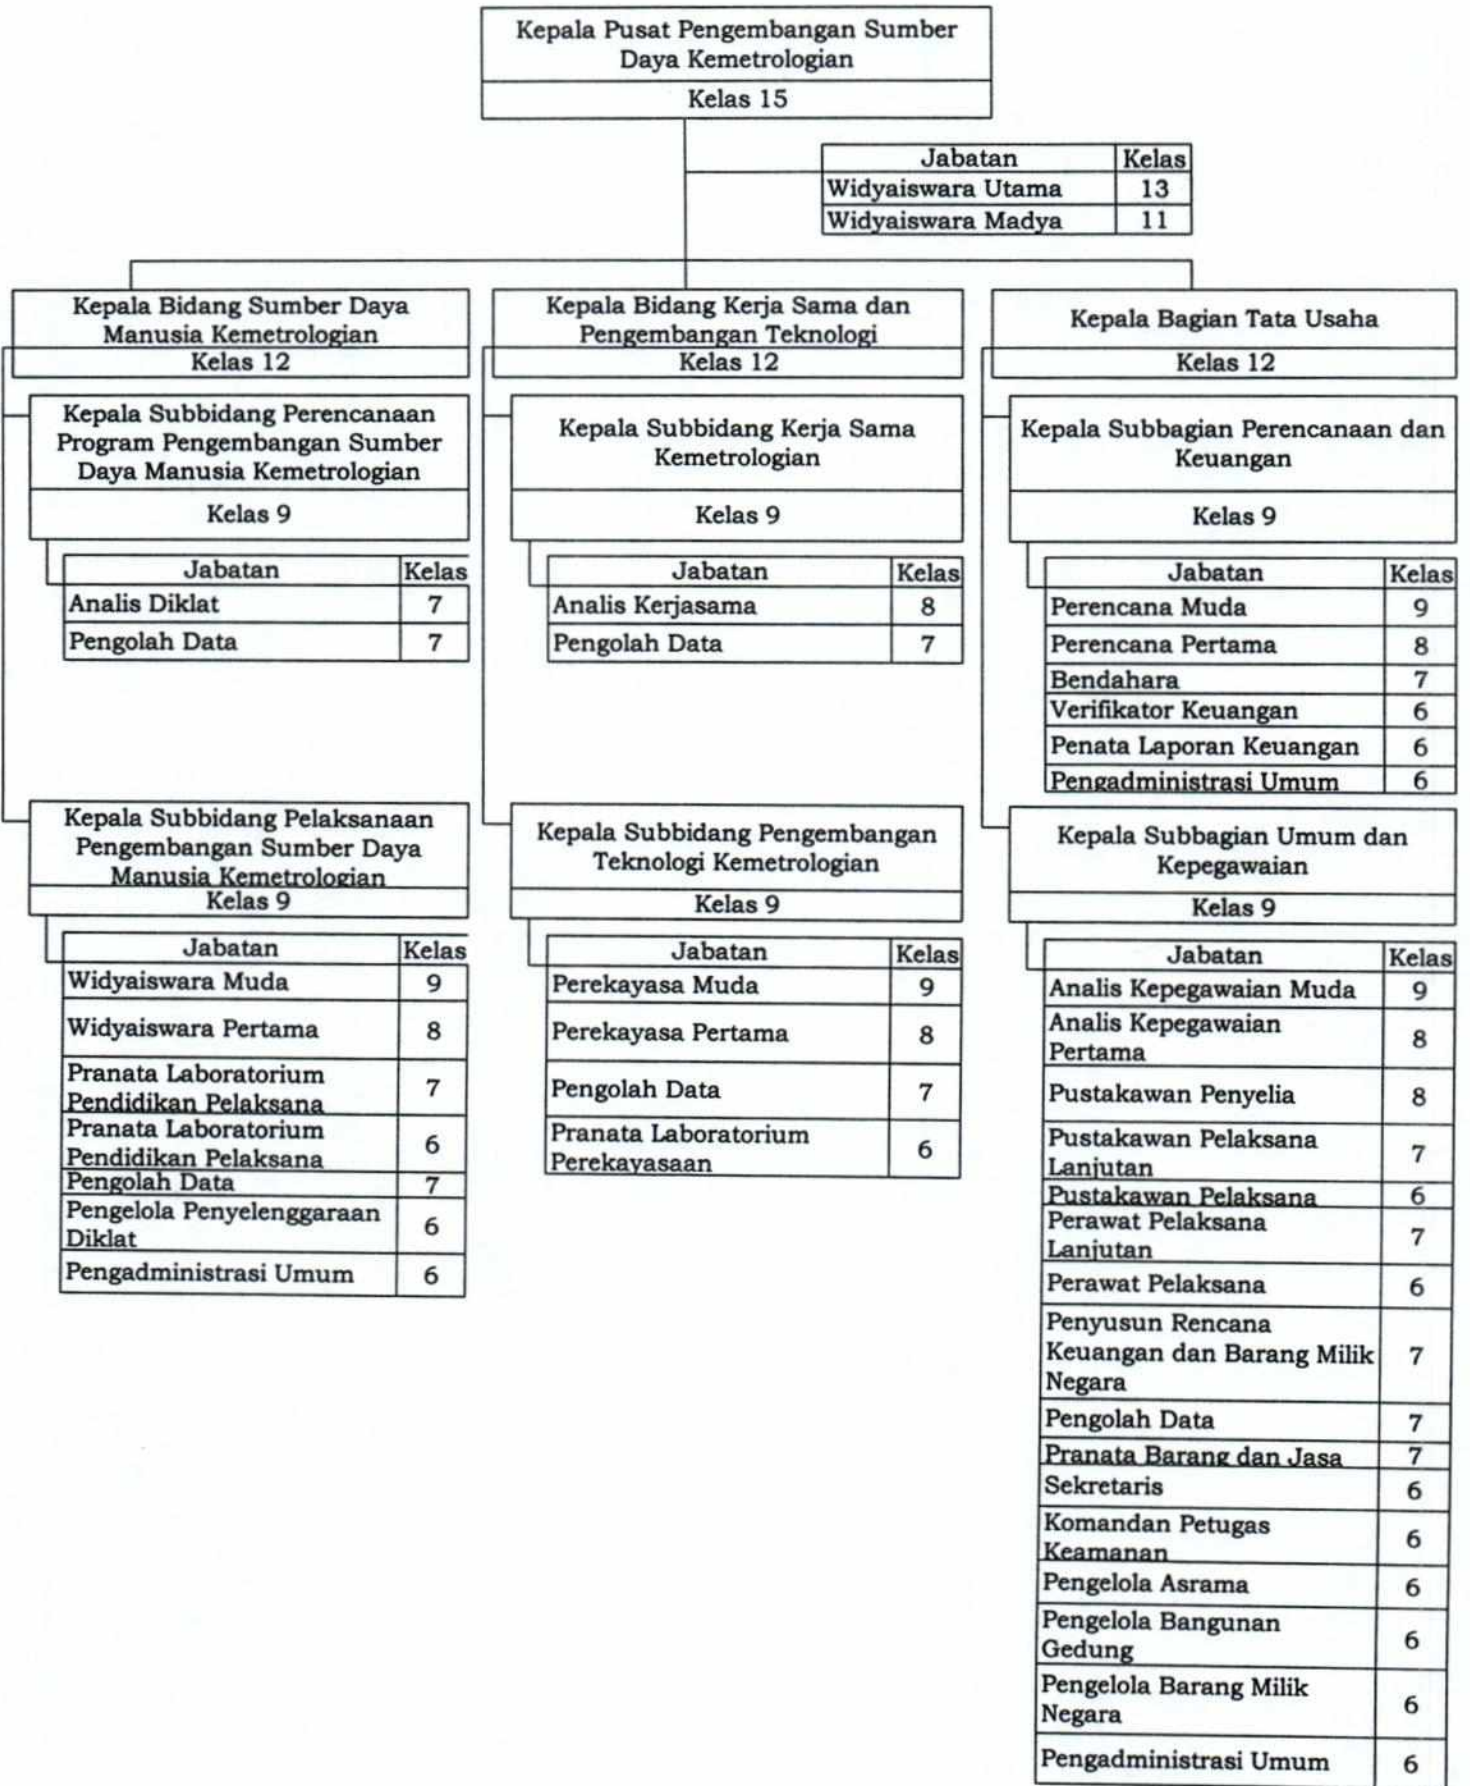 Kepala Pusat Pengembangan Sumber
Daya Kemetrologian
Kelas 15
Jabatan Kelas
Widyaiswara Utama 13
Widyaiswara Madya 11
Kepala Bidang Sumber Daya
Manusia Kemetrologian
Kelas 12
Kepala Subbidang Perencanaan
Program Pengembangan Sumber
Daya Manusia Kemetrologian
Kelas 9
Jabatan Kelas
Analis Diklat 7
Pengolah Data 7
Kepala Subbidang Pelaksanaan
Pengembangan Sumber Daya
Manusia Kemetrologian
Kelas 9
Jabatan Kelas
Widyaiswara Muda 9
Widyaiswara Pertama 8
Pranata Laboratorium
Pendidikan Pelaksana 7
Pranata Laboratorium
Pendidikan Pelaksana 6
Pengolah Data 7
Pengelola Penyelenggaraan
Diklat 6
Pengadministrasi Umum 6
Kepala Bidang Kerja Sama dan
Pengembangan Teknologi
Kelas 12
Kepala Subbidang Kerja Sama
Kemetrologian
Kelas 9
Jabatan Kelas
Analis Kerjasama 8
Pengolah Data 7
Kepala Subbidang Pengembangan
Teknologi Kemetrologian
Kelas 9
Jabatan Kelas
Perekayasa Muda 9
Perekayasa Pertama 8
Pengolah Data 7
Pranata Laboratorium
Perekayasaan 6
Kepala Bagian Tata Usaha
Kelas 12
Kepala Subbagian Perencanaan dan
Keuangan
Kelas 9
Jabatan Kelas
Perencana Muda 9
Perencana Pertama 8
Bendahara 7
Verifikator Keuangan 6
Penata Laporan Keuangan 6
Pengadministrasi Umum 6
Kepala Subbagian Umum dan
Kepegawaian
Kelas 9
Jabatan Kelas
Analis Kepegawaian Muda 9
Analis Kepegawaian
Pertama 8
Pustakawan Penyelia 8
Pustakawan Pelaksana
Lanjutan 7
Pustakawan Pelaksana 6
Perawat Pelaksana
Lanjutan 7
Perawat Pelaksana 6
Penyusun Rencana
Keuangan dan Barang Milik 7
Negara
Pengolah Data 7
Pranata Barang dan Jasa 7
Sekretaris 6
Komandan Petugas
Keamanan 6
Pengelola Asrama 6
Pengelola Bangunan
Gedung 6
Pengelola Barang Milik
Negara 6
Pengadministrasi Umum 6